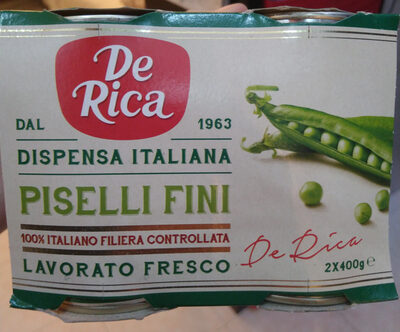 De
Rica
DAL 1963
DISPENSA ITALIANA
PISELLI FINI
100% ITALIANO FILIERA CONTROLLATA
LAVORATO FRESCO
De Rica
2X400g e